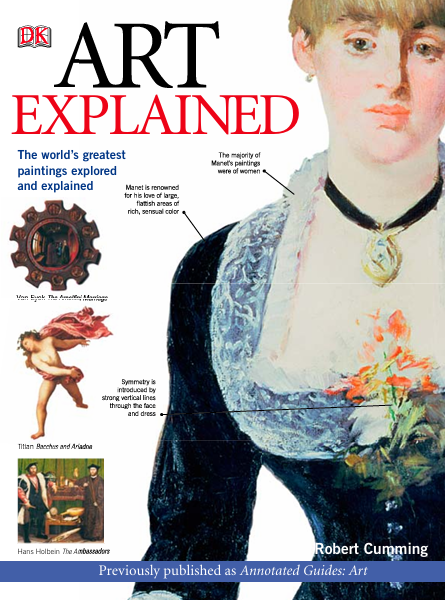 DK
ART
EXPLAINED
The world's greatest
paintings explored
and explained
The majority of
Manet's paintings
were of women
Manet is renowned
for his love of large,
flattish areas of
rich, sensual color
Van Eyck The Arnolfini Marriage
Symmetry is
introduced by
strong vertical lines
through the face
and dress
Titian Bacchus and Ariadne
Hans Holbein The Ambassadors
Robert Cumming
Previously published as Annotated Guides: Art